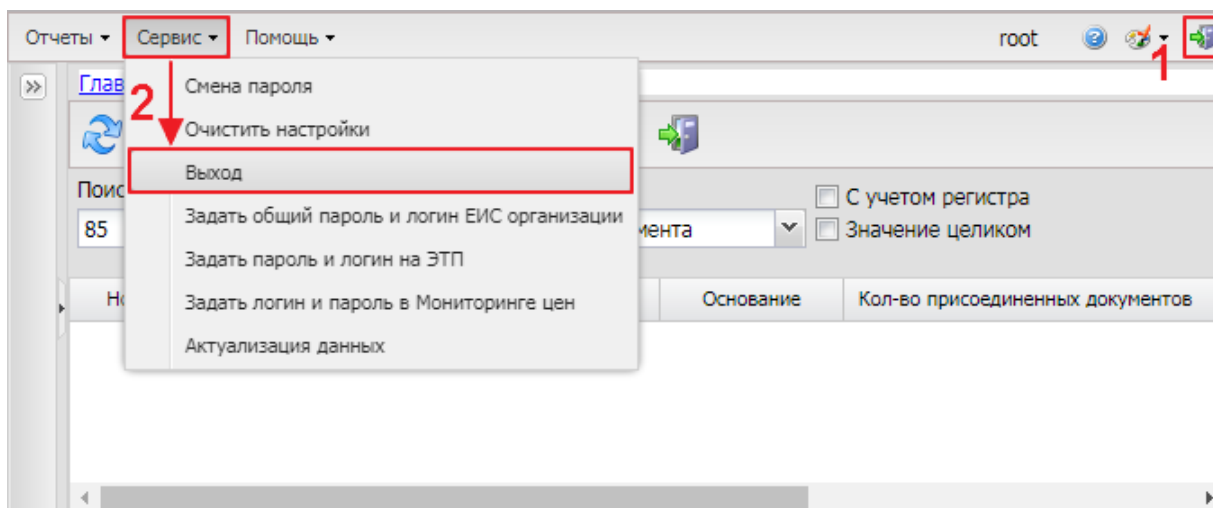 Отчеты Сервис Помощь root
1
Глав
2
Смена пароля
Очистить настройки
Выход
Задать общий пароль и логин ЕИС организации
Задать пароль и логин на ЭТП
Задать логин и пароль в Мониторинге цен
Актуализация данных
С учетом регистра
85 Значение целиком
Основание Кол-во присоединенных документов